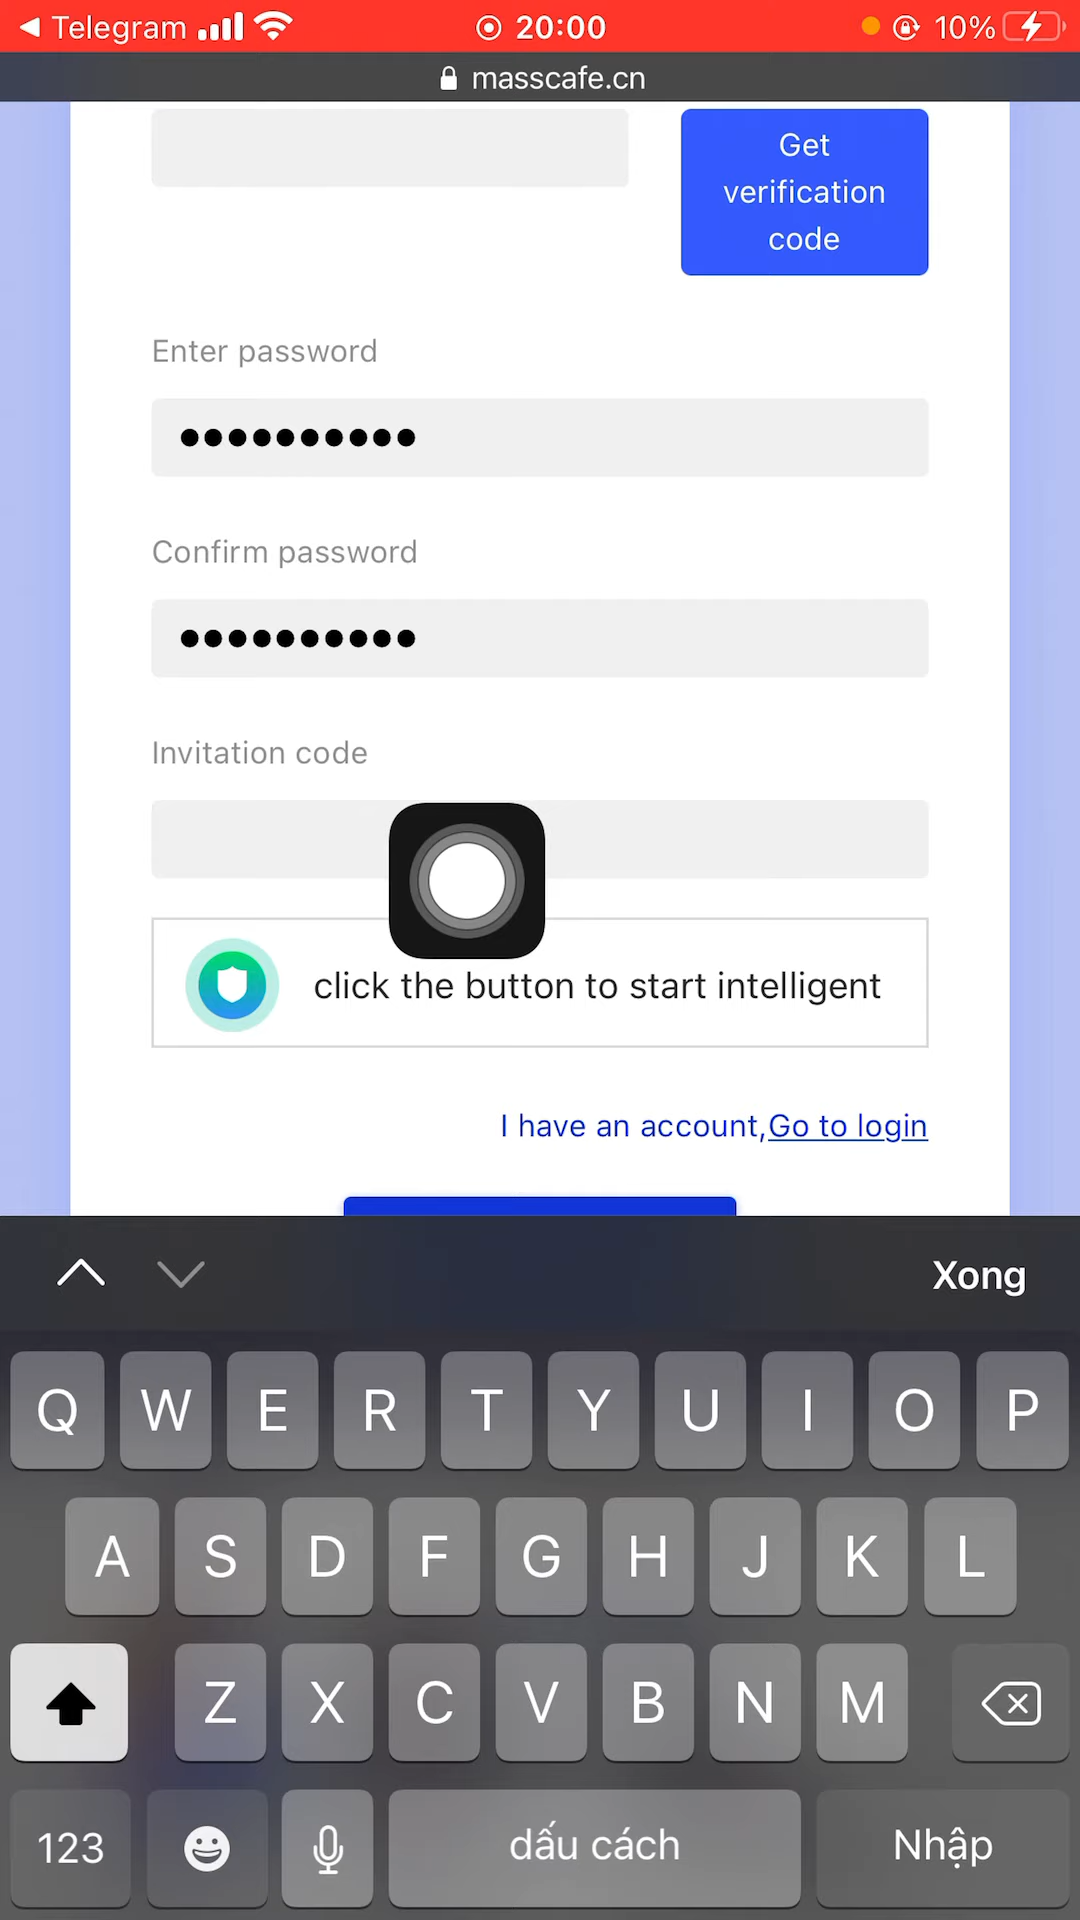 Telegram 20:00 10%
masscafe.cn
Get
verification
code
Enter password
Confirm password
Invitation code
click the button to start intelligent
I have an account,Go to login
Xong
Q W E R T Y U I O P
A S D F G H J K L
Z X C V B N M
123 dấu cách Nhập